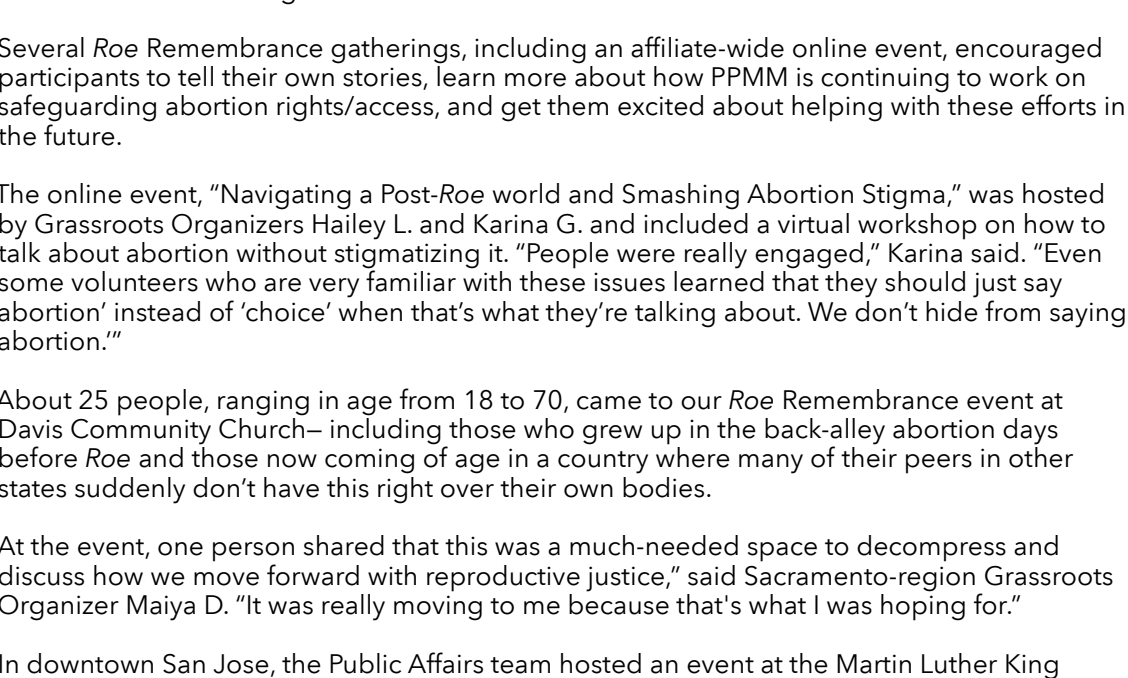 Several Roe Remembrance gatherings, including an affiliate-wide online event, encouraged
participants to tell their own stories, learn more about how PPMM is continuing to work on
safeguarding abortion rights/access, and get them excited about helping with these efforts in
the future.
The online event, “Navigating a Post-Roe world and Smashing Abortion Stigma,” was hosted
by Grassroots Organizers Hailey L. and Karina G. and included a virtual workshop on how to
talk about abortion without stigmatizing it. “People were really engaged,” Karina said. “Even
some volunteers who are very familiar with these issues learned that they should just say
abortion’ instead of ‘choice’ when that’s what they’re talking about. We don’t hide from saying
abortion.’”
About 25 people, ranging in age from 18 to 70, came to our Roe Remembrance event at
Davis Community Church— including those who grew up in the back-alley abortion days
before Roe and those now coming of age in a country where many of their peers in other
states suddenly don’t have this right over their own bodies.
At the event, one person shared that this was a much-needed space to decompress and
discuss how we move forward with reproductive justice,” said Sacramento-region Grassroots
Organizer Maiya D. “It was really moving to me because that's what I was hoping for.”
In downtown San Jose, the Public Affairs team hosted an event at the Martin Luther King